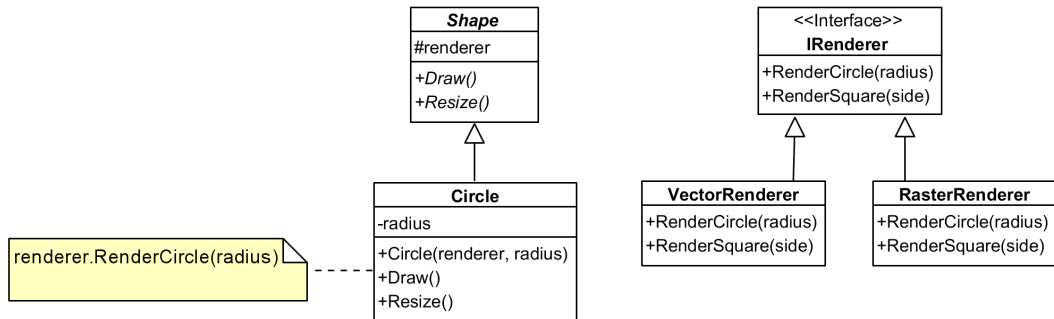 Shape
#renderer
+Draw()
+Resize()
<<Interface>>
IRenderer
+RenderCircle(radius)
+RenderSquare(side)
Circle
-radius
+Circle(renderer, radius)
+Draw()
+Resize()
renderer.RenderCircle(radius)
VectorRenderer
+RenderCircle(radius)
+RenderSquare(side)
RasterRenderer
+RenderCircle(radius)
+RenderSquare(side)